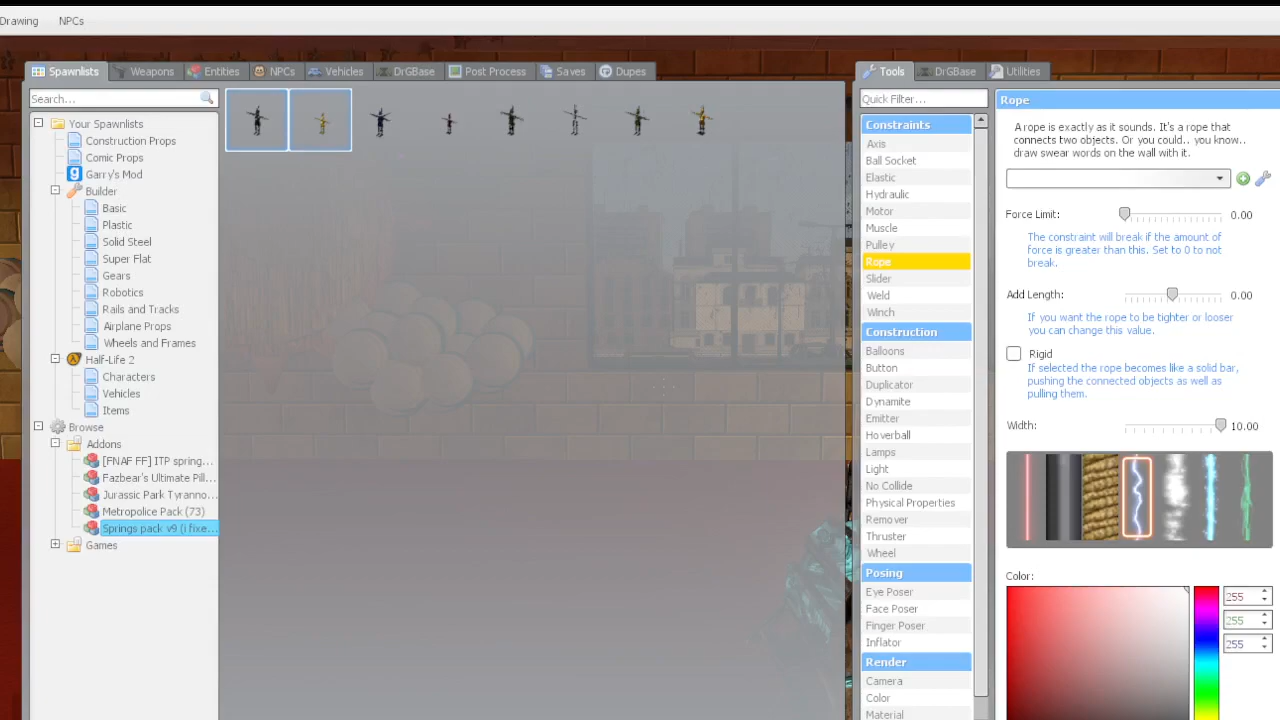 Drawing NPCs
Spawnlists Weapons Entities NPCs Vehicles DrGBase Post Process Saves Dupes
Search...
Your Spawnlists
Construction Props
Comic Props
Garry's Mod
Builder
Basic
Plastic
Solid Steel
Super Flat
Gears
Robotics
Rails and Tracks
Airplane Props
Wheels and Frames
Half-Life 2
Characters
Vehicles
Items
Browse
Addons
[FNAF FF] ITP spring...
Fazbear's Ultimate Pill...
Jurassic Park Tyranno...
Metropolice Pack (73)
Springs pack v9 (i fixe...
Games
Tools DrGBase Utilities
Quick Filter...
Constraints
Axis
Ball Socket
Elastic
Hydraulic
Motor
Muscle
Pulley
Rope
Slider
Weld
Winch
Construction
Balloons
Button
Duplicator
Dynamite
Emitter
Hoverball
Lamps
Light
No Collide
Physical Properties
Remover
Thruster
Wheel
Posing
Eye Poser
Face Poser
Finger Poser
Inflator
Render
Camera
Color
Material
Rope
A rope is exactly as it sounds. It's a rope that
connects two objects. Or you could.. you know..
draw swear words on the wall with it.
Force Limit: 0.00
The constraint will break if the amount of
force is greater than this. Set to 0 to not
break.
Add Length: 0.00
If you want the rope to be tighter or looser
you can change this value.
Rigid
If selected the rope becomes like a solid bar,
pushing the connected objects as well as
pulling them.
Width: 10.00
Color:
255
255
255